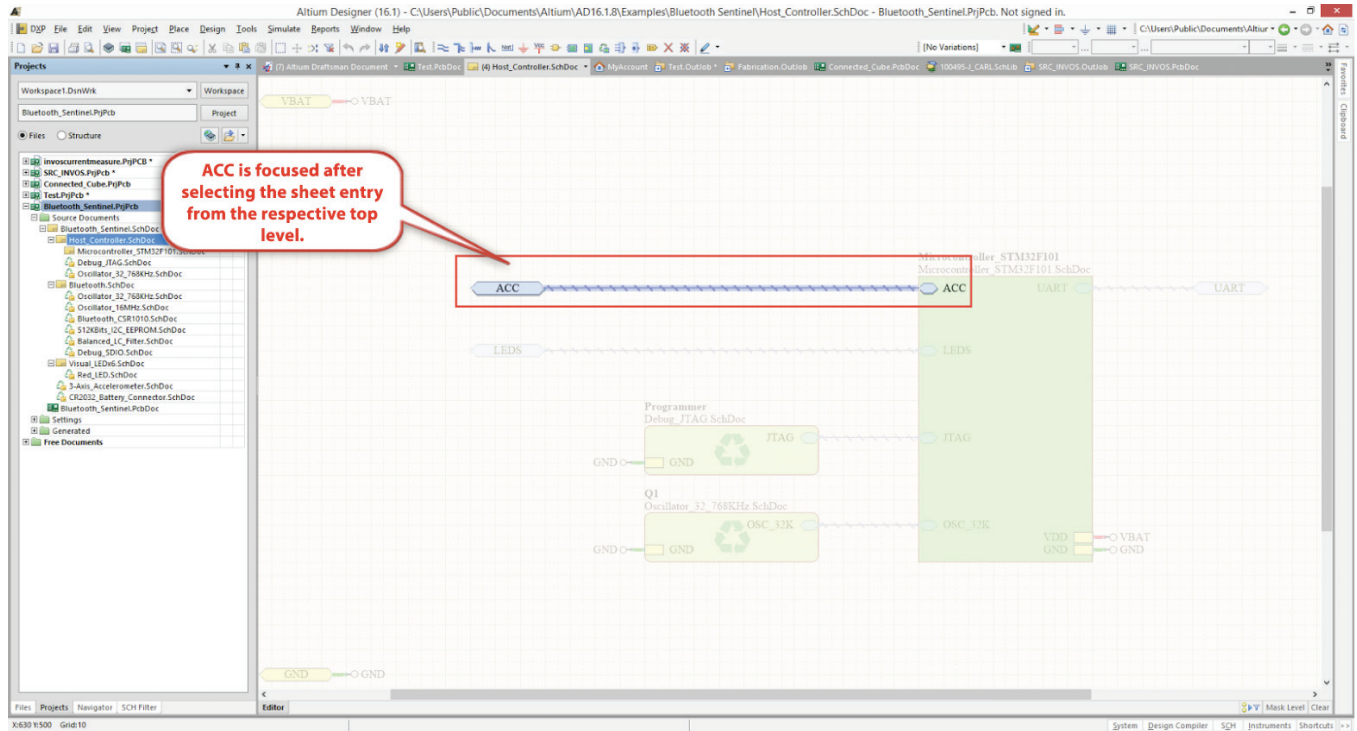 Altium Designer (16.1) - C:\Users\Public\Documents\Altium\AD16.1.8\Examples\Bluetooth Sentinel\Host_Controller.SchDoc - Bluetooth_Sentinel.PrjPcb. Not signed in.
DXP File Edit View Project Place Design Tools Simulate Reports Window Help
C:\Users\Public\Documents\Altiur
[No Variations]
Projects
(7) Altium Draftsman Document
Test.PcbDoc
(4) Host_Controller.SchDoc
MyAccount
Test.OutJob
Fabrication.OutJob
Connected_Cube.PcbDoc
100495-J_CARL.SchLib
SRC_INVOS.OutJob
SRC_INVOS.PcbDoc
Favorites
Clipboard
Workspace1.DsnWrk
Workspace
Bluetooth_Sentinel.PrjPcb
Project
Files Structure
invoscurrentmeasure.PrjPCB *
SRC_INVOS.PrjPcb *
Connected_Cube.PrjPcb
Test.PrjPcb *
Bluetooth_Sentinel.PrjPcb
Source Documents
Bluetooth_Sentinel.SchDoc
Host_Controller.SchDoc
Microcontroller_STM32F101.SchDoc
Debug_JTAG.SchDoc
Oscillator_32_768KHz.SchDoc
Bluetooth.SchDoc
Oscillator_32_768KHz.SchDoc
Oscillator_16MHz.SchDoc
Bluetooth_CSR1010.SchDoc
512KBits_I2C_EEPROM.SchDoc
Balanced_LC_Filter.SchDoc
Debug_SDIO.SchDoc
Visual_LEDx6.SchDoc
Red_LED.SchDoc
3-Axis_Accelerometer.SchDoc
CR2032_Battery_Connector.SchDoc
Bluetooth_Sentinel.PcbDoc
Settings
Generated
Free Documents
VBAT VBAT
ACC is focused after
selecting the sheet entry
from the respective top
level.
Microcontroller_STM32F101
Microcontroller_STM32F101.SchDoc
ACC ACC UART UART
LEDS LEDS
Programmer
Debug_JTAG.SchDoc
JTAG JTAG
GND GND
Q1
Oscillator_32_768KHz.SchDoc
OSC_32K OSC_32K
VDD VBAT
GND GND GND GND
GND GND
Files Projects Navigator SCH Filter
Editor
Mask Level Clear
X:630 Y:500 Grid:10
System Design Compiler SCH Instruments Shortcuts >>